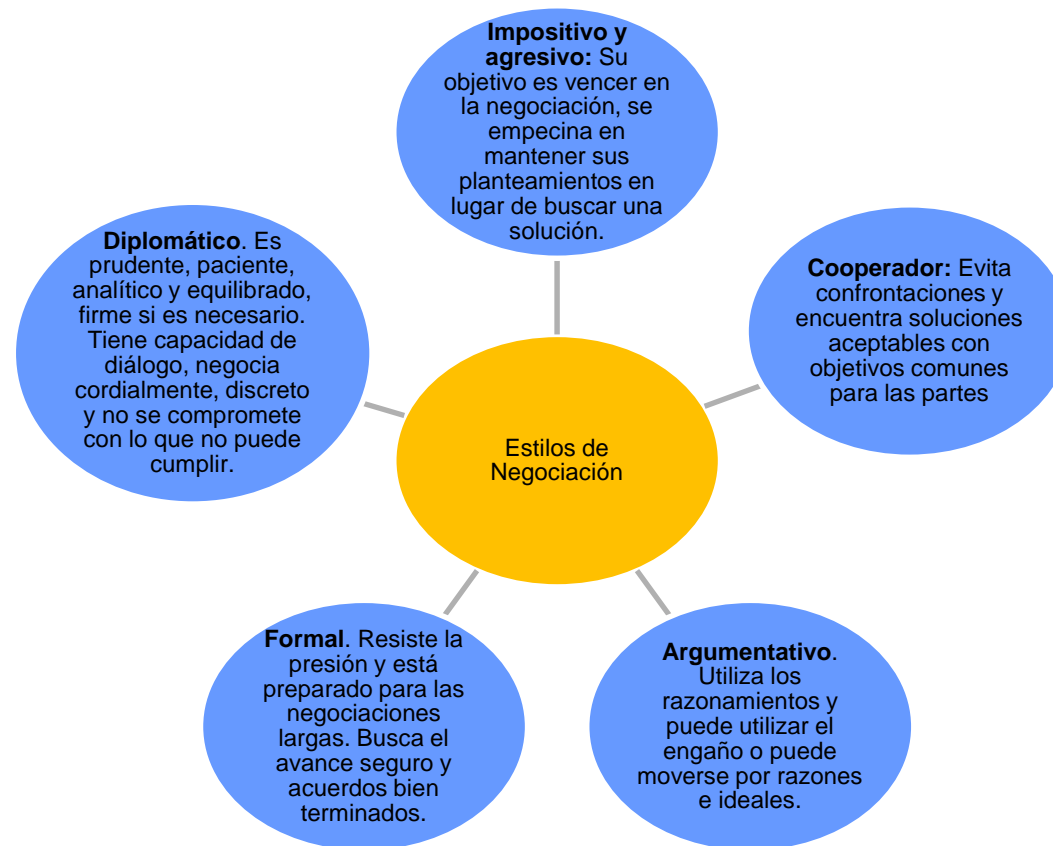 Impositivo y
agresivo: Su
objetivo es vencer en
la negociación, se
empecina en
mantener sus
planteamientos en
lugar de buscar una
solución.
Cooperador: Evita
confrontaciones y
encuentra soluciones
aceptables con
objetivos comunes
para las partes
Argumentativo.
Utiliza los
razonamientos y
puede utilizar el
engaño o puede
moverse por razones
e ideales.
Formal. Resiste la
presión y está
preparado para las
negociaciones
largas. Busca el
avance seguro y
acuerdos bien
terminados.
Diplomático. Es
prudente, paciente,
analítico y equilibrado,
firme si es necesario.
Tiene capacidad de
diálogo, negocia
cordialmente, discreto
y no se compromete
con lo que no puede
cumplir.
Estilos de
Negociación